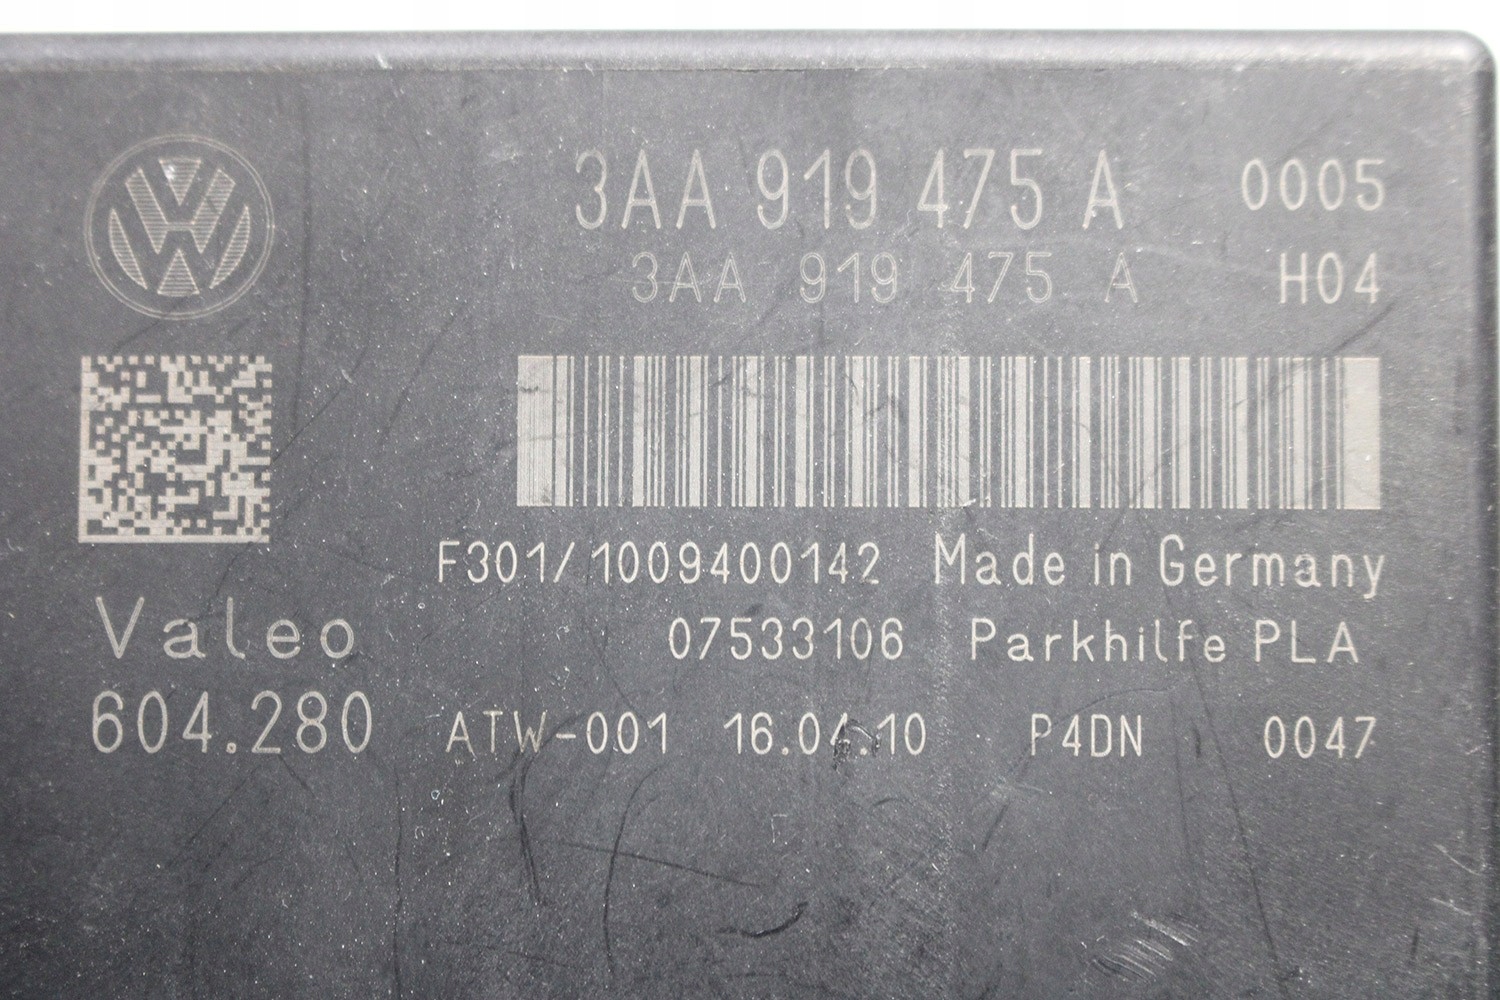 3AA 919 475 A 0005
3AA 919 475 A H04
F301/1009400142 Made in Germany
Valeo 07533106 Parkhilfe PLA
604.280 ATW-001 16.04.10 P4DN 0047